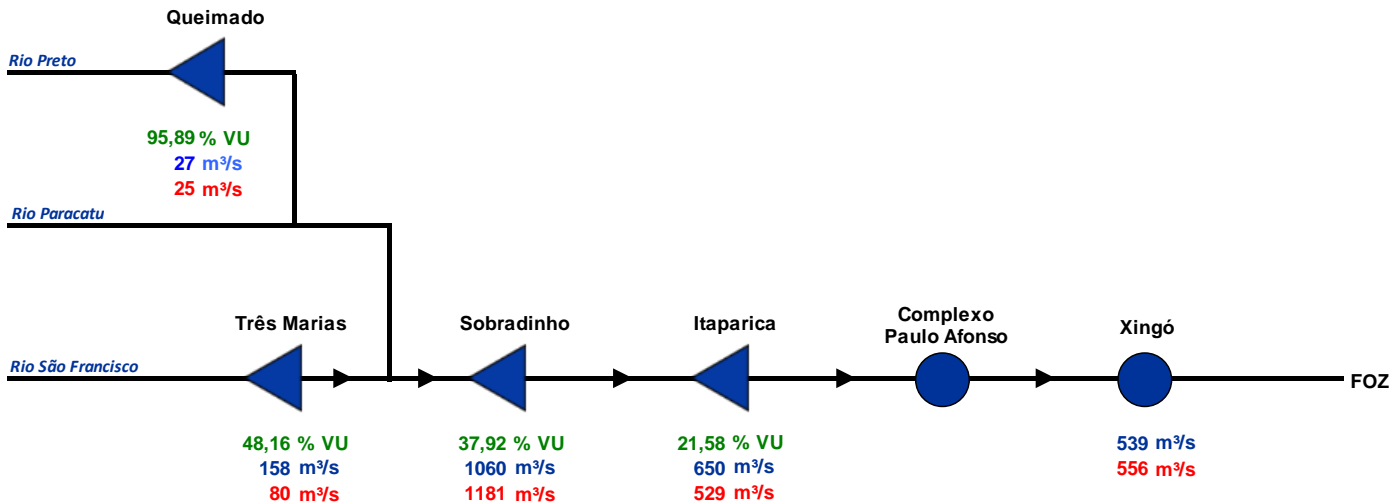 Queimado
Rio Preto
95,89 % VU
27 m³/s
25 m³/s
Rio Paracatu
Três Marias
Sobradinho
Itaparica
Complexo
Paulo Afonso
Xingó
Rio São Francisco
FOZ
48,16 % VU
158 m³/s
80 m³/s
37,92 % VU
1060 m³/s
1181 m³/s
21,58 % VU
650 m³/s
529 m³/s
539 m³/s
556 m³/s